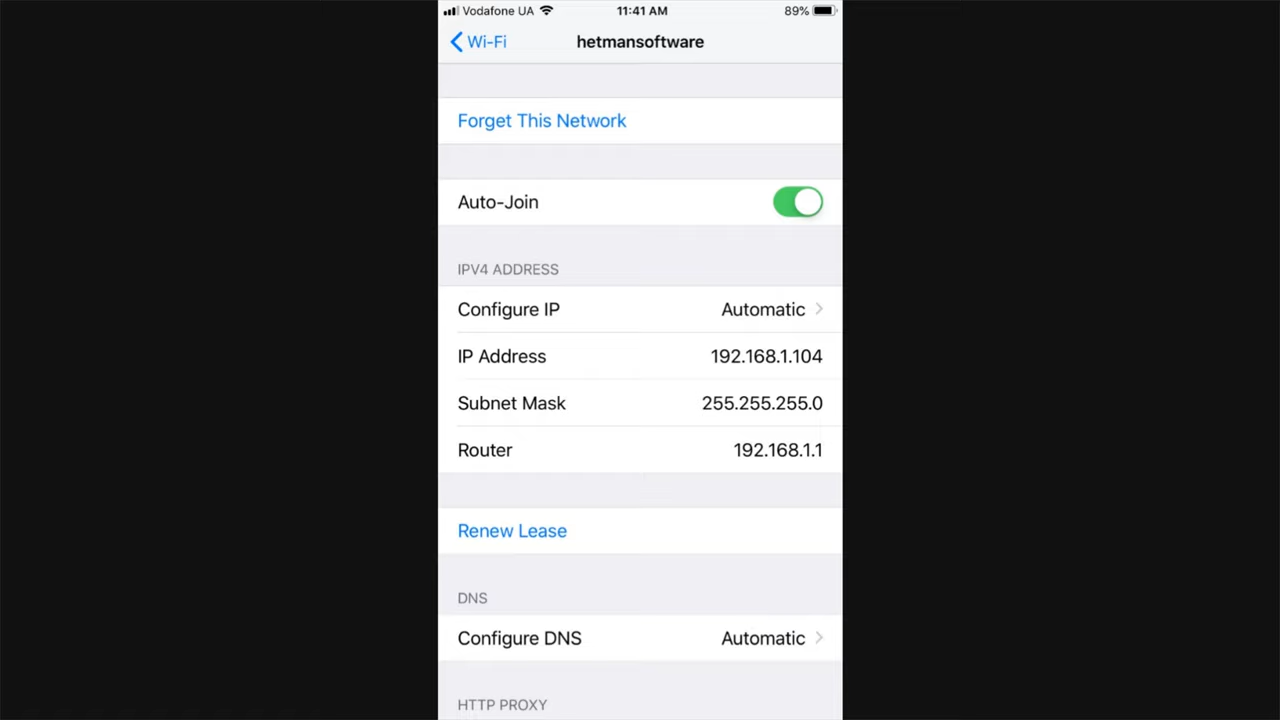 Vodafone UA 11:41 AM 89%
Wi-Fi hetmansoftware
Forget This Network
Auto-Join
IPV4 ADDRESS
Configure IP Automatic
IP Address 192.168.1.104
Subnet Mask 255.255.255.0
Router 192.168.1.1
Renew Lease
DNS
Configure DNS Automatic
HTTP PROXY